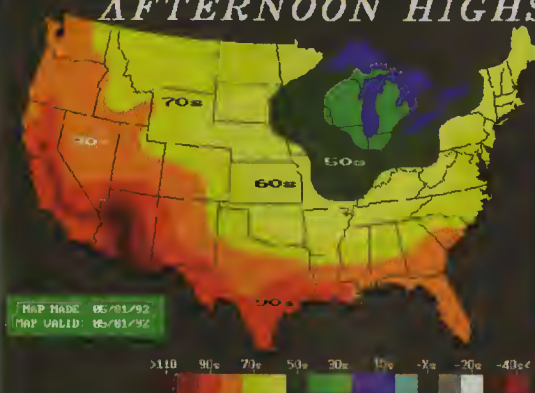 AFTERNOON HIGHS
70s
50s
60s
90s
MAP MADE 05/01/92
MAP VALID: 05/01/92
>110 90s 70s 50s 30s 10s -20s -40s<